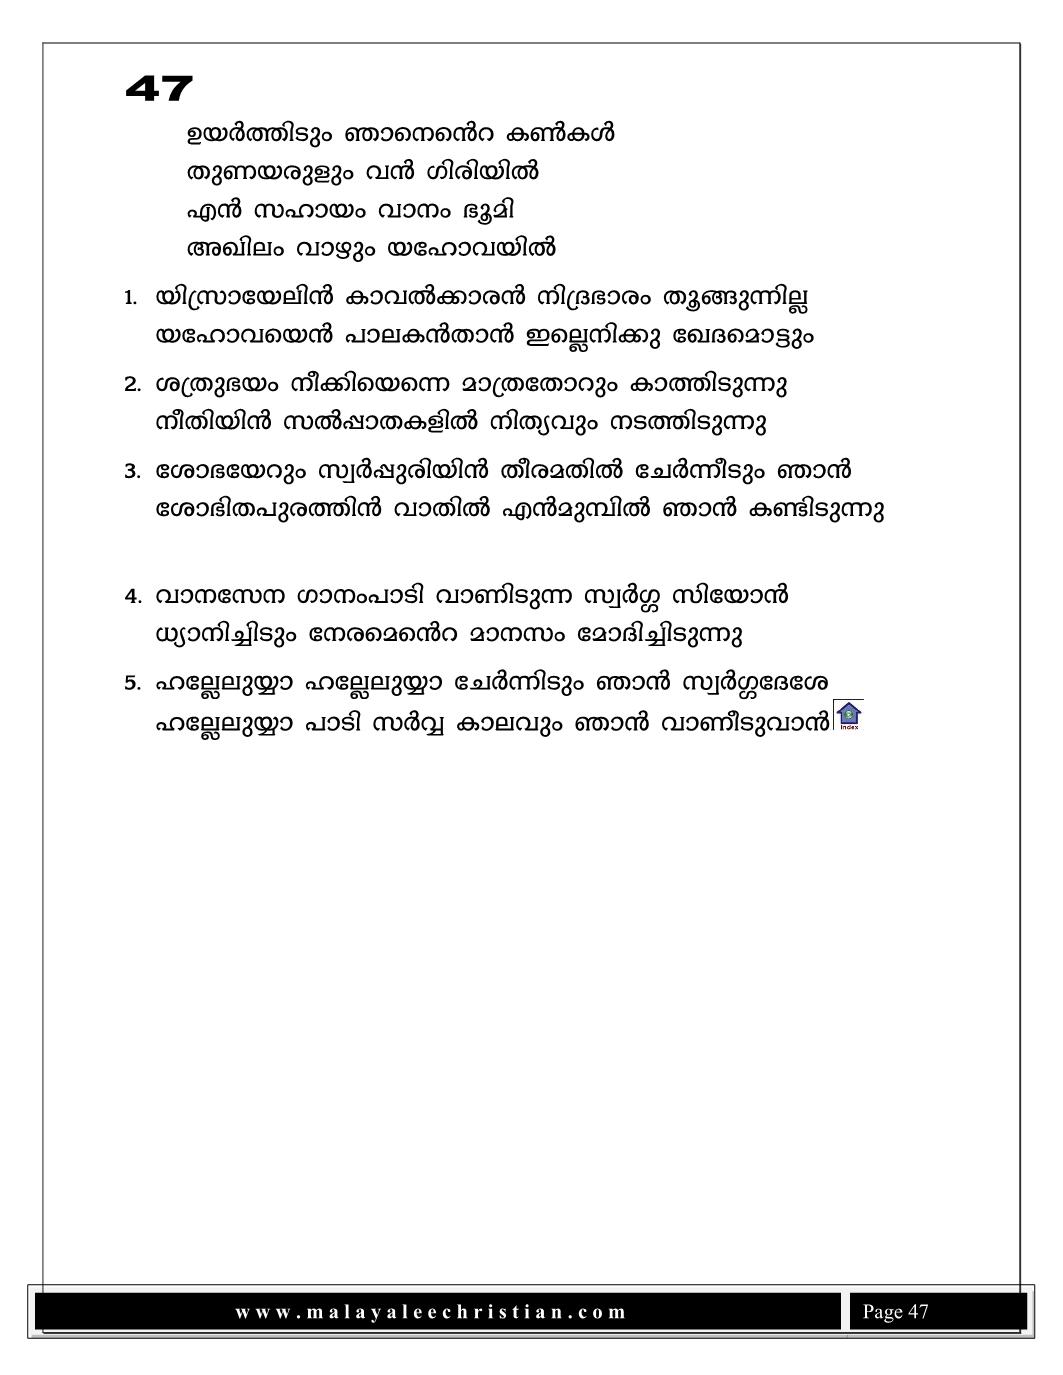 47
ഉയർത്തിടും ഞാനെൻെറ കൺകൾ
തുണയരുളും വൻ ഗിരിയിൽ
എൻ സഹായം വാനം ഭൂമി
അഖിലം വാഴും യഹോവയിൽ
1. യിസ്രായേലിൻ കാവൽക്കാരൻ നിദ്രഭാരം തൂങ്ങുന്നില്ല
യഹോവയെൻ പാലകൻതാൻ ഇല്ലെനിക്കു ഖേദമൊട്ടും
2. ശത്രുഭയം നീക്കിയെന്നെ മാത്രതോറും കാത്തിടുന്നു
നീതിയിൻ സൽപ്പാതകളിൽ നിത്യവും നടത്തിടുന്നു
3. ശോഭയേറും സ്വർപ്പുരിയിൻ തീരമതിൽ ചേർന്നീടും ഞാൻ
ശോഭിതപുരത്തിൻ വാതിൽ എൻമുമ്പിൽ ഞാൻ കണ്ടിടുന്നു
4. വാനസേന ഗാനംപാടി വാണിടുന്ന സ്വർഗ്ഗ സിയോൻ
ധ്യാനിച്ചിടും നേരമെൻെറ മാനസം മോദിച്ചിടുന്നു
5. ഹല്ലേലുയ്യാ ഹല്ലേലുയ്യാ ചേർന്നിടും ഞാൻ സ്വർഗ്ഗദേശേ
ഹല്ലേലുയ്യാ പാടി സർവ്വ കാലവും ഞാൻ വാണീടുവാൻ
Index
www.malayaleechristian.com
Page 47